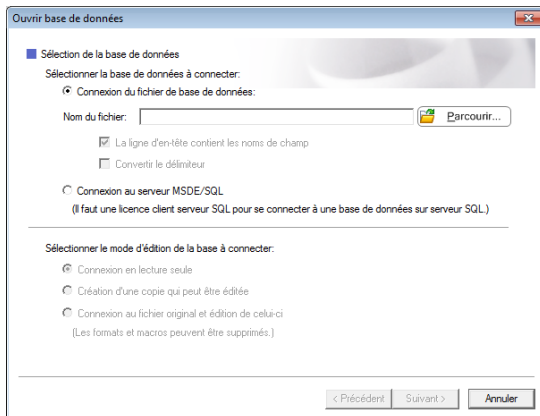 Ouvrir base de données
Sélection de la base de données
Sélectionner la base de données à connecter:
Connexion du fichier de base de données:
Nom du fichier:
Parcourir...
La ligne d'en-tête contient les noms de champ
Convertir le délimiteur
Connexion au serveur MSDE/SQL
(Il faut une licence client serveur SQL pour se connecter à une base de données sur serveur SQL.)
Sélectionner le mode d'édition de la base à connecter:
Connexion en lecture seule
Création d'une copie qui peut être éditée
Connexion au fichier original et édition de celui-ci
(Les formats et macros peuvent être supprimés.)
< Précédent
Suivant >
Annuler